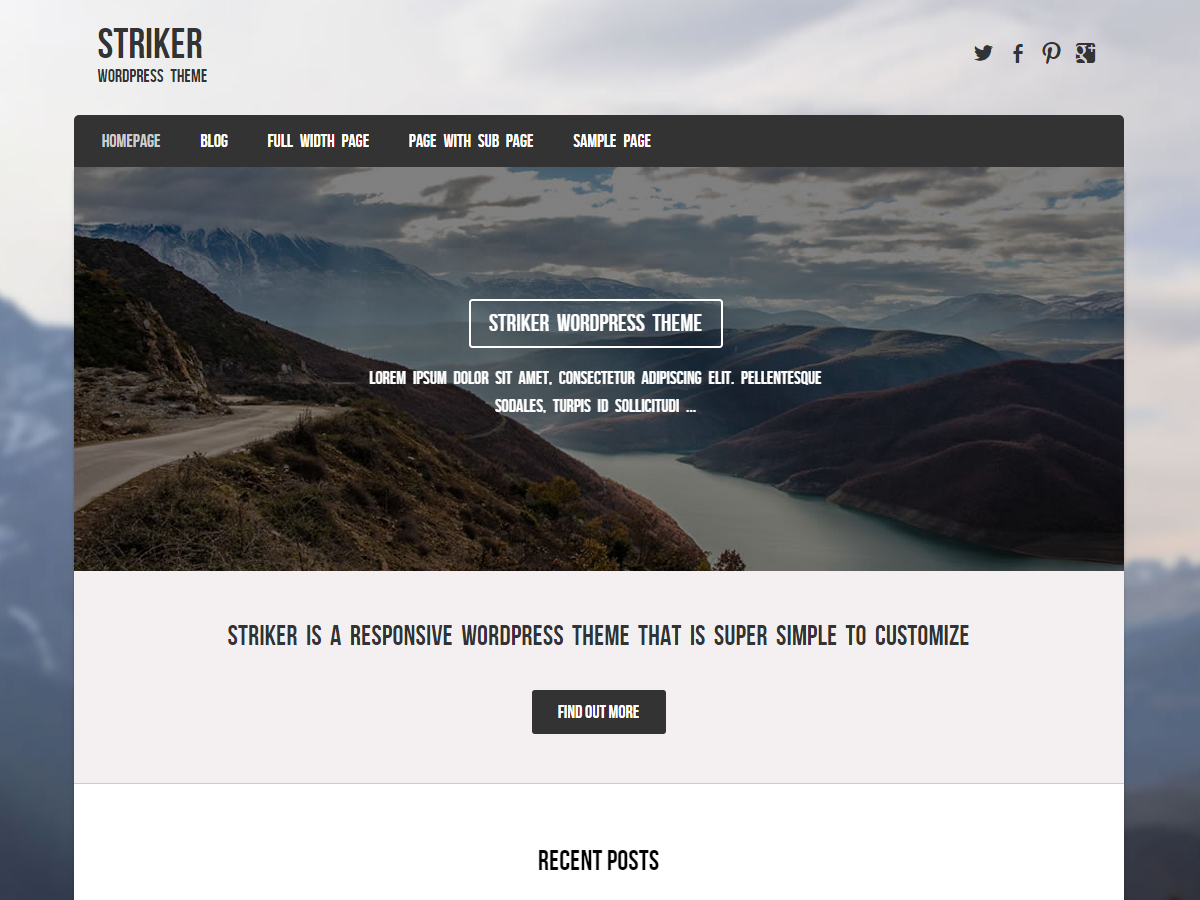 STRIKER
WORDPRESS THEME
HOMEPAGE BLOG FULL WIDTH PAGE PAGE WITH SUB PAGE SAMPLE PAGE
STRIKER WORDPRESS THEME
LOREM IPSUM DOLOR SIT AMET, CONSECTETUR ADIPISCING ELIT. PELLENTESQUE
SODALES, TURPIS ID SOLLICITUDI ...
STRIKER IS A RESPONSIVE WORDPRESS THEME THAT IS SUPER SIMPLE TO CUSTOMIZE
FIND OUT MORE
RECENT POSTS